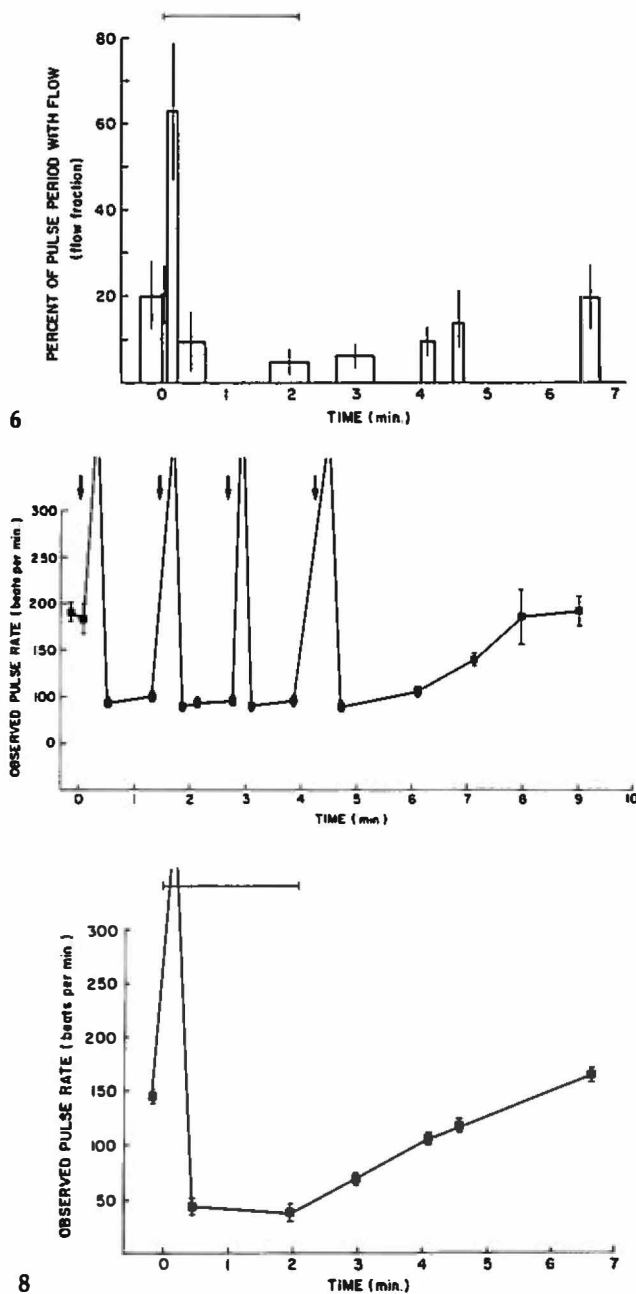 80
60
40
20
PERCENT OF PULSE PERIOD WITH FLOW
(flow fraction)
0 1 2 3 4 5 6 7
TIME (min.)
6
300
250
200
150
100
0
OBSERVED PULSE RATE (beats per min.)
0 1 2 3 4 5 6 7 8 9 10
TIME (min)
300
250
200
150
100
50
OBSERVED PULSE RATE (beats per min)
0 1 2 3 4 5 6 7
TIME (min.)
8